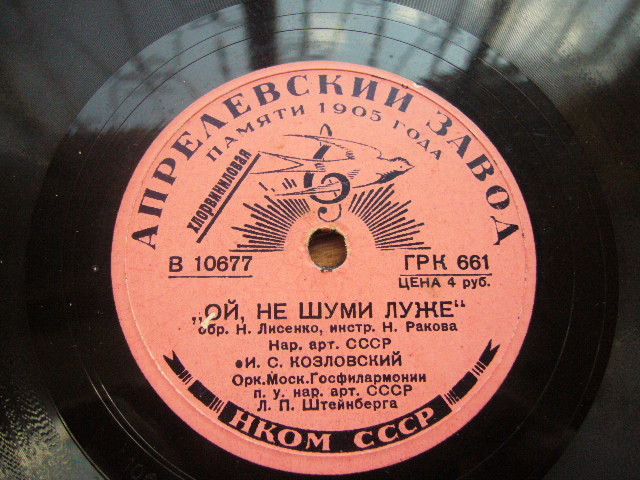 АПРЕЛЕВСКИЙ ЗАВОД
ПАМЯТИ 1905 ГОДА
хлорвиниловая
В 10677
ГРК 661
ЦЕНА 4 руб.
„ОЙ, НЕ ШУМИ ЛУЖЕ“
обр. Н. Лисенко, инстр. Н. Ракова
Нар. арт. СССР
И. С. КОЗЛОВСКИЙ
Орк.Моск.Госфилармонии
п. у. нар. арт. СССР
Л. П. Штейнберга
НКОМ СССР